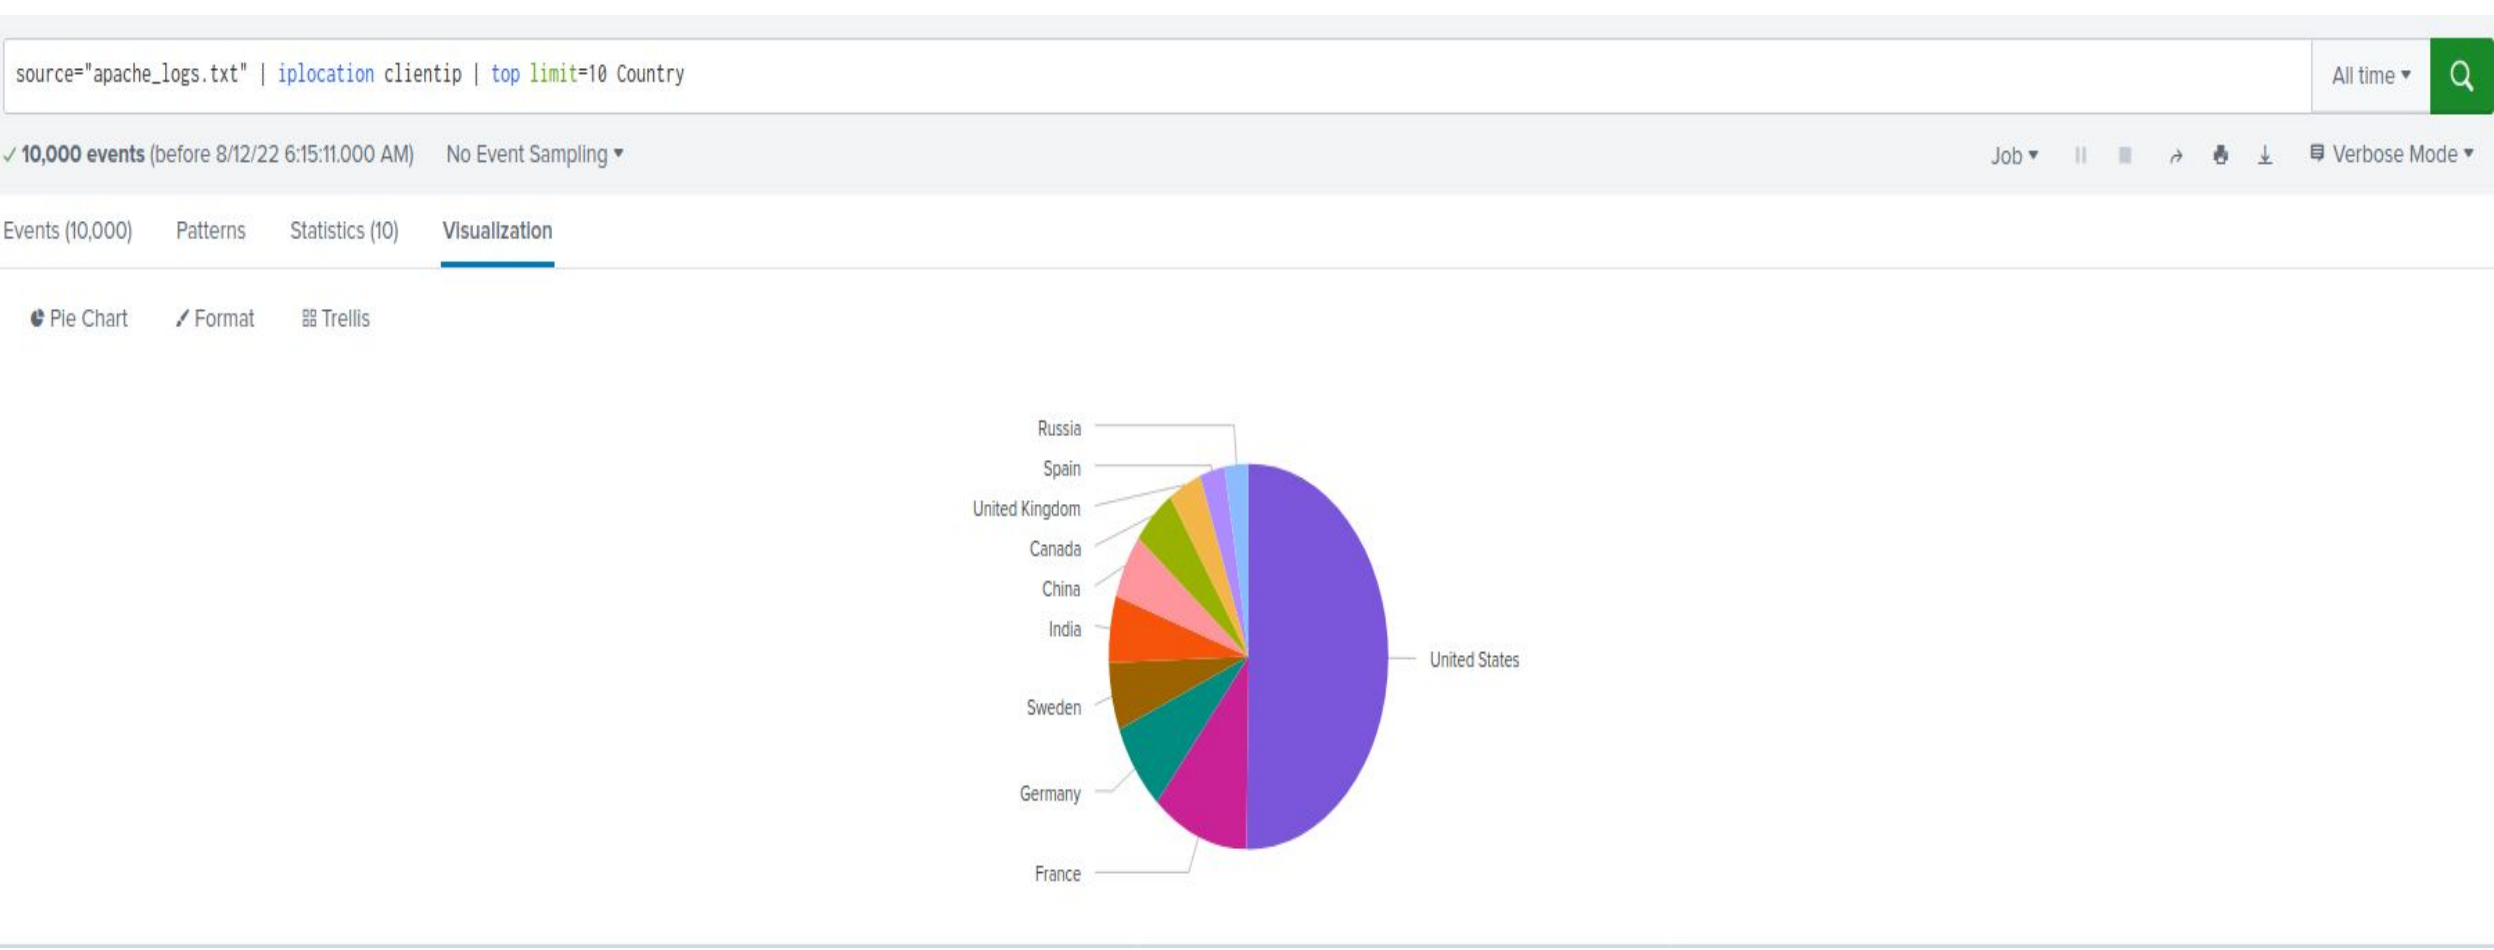 source="apache_logs.txt" | iplocation clientip | top limit=10 Country
All time
10,000 events (before 8/12/22 6:15:11.000 AM)
No Event Sampling
Job
Verbose Mode
Events (10,000)
Patterns
Statistics (10)
Visualization
Pie Chart
Format
Trellis
Russia
Spain
United Kingdom
Canada
China
India
United States
Sweden
Germany
France